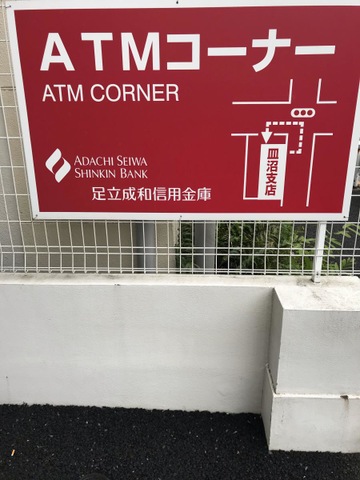 ATMコーナー
ATM CORNER
ADACHI SEIWA
SHINKIN BANK
足立成和信用金庫
皿沼支店